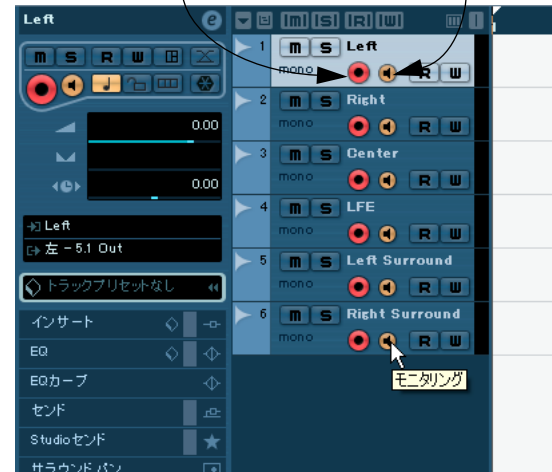 Left
M S R W
0.00
0.00
Left
左 - 5.1 Out
トラックプリセットなし
インサート
EQ
EQカーブ
センド
Studioセンド
サラウンドパン
M S R W
1 M S Left
mono R W
2 M S Right
mono R W
3 M S Center
mono R W
4 M S LFE
mono R W
5 M S Left Surround
mono R W
6 M S Right Surround
mono R W
モニタリング